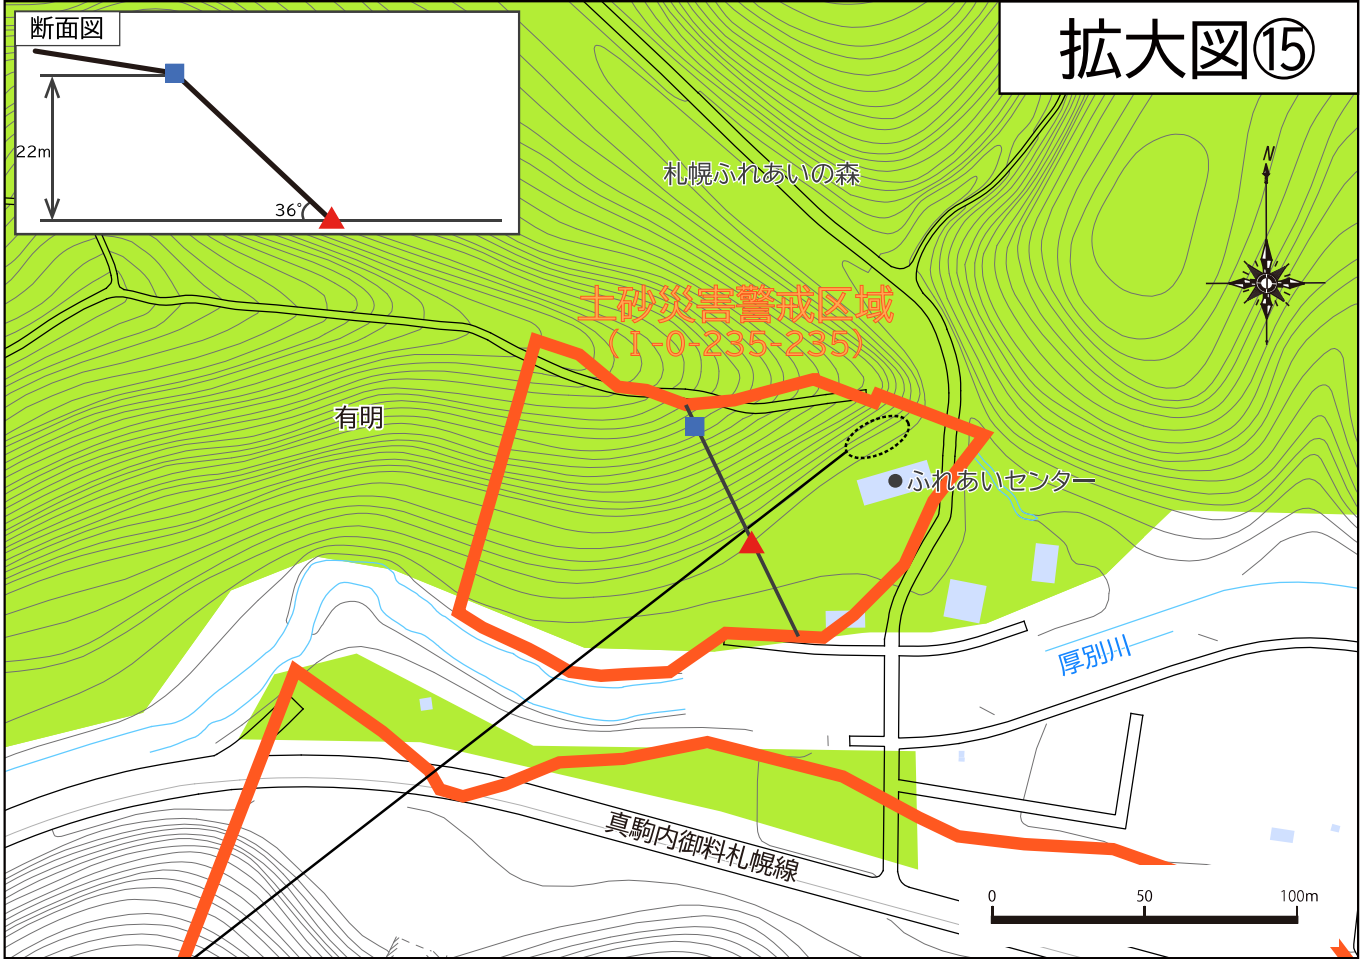 断面図
拡大図⑮
22m
36°
札幌ふれあいの森
N
土砂災害警戒区域
(Ⅰ-0-235-235)
有明
ふれあいセンター
厚別川
真駒内御料札幌線
0 50 100m